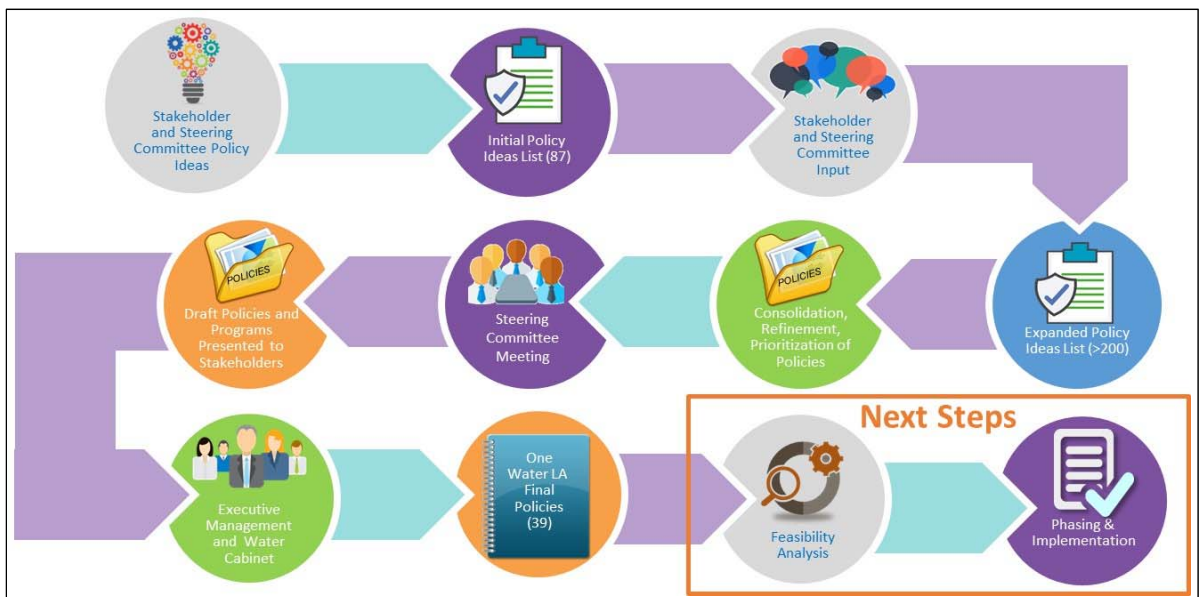 Stakeholder
and Steering
Committee Policy
Ideas
Initial Policy
Ideas List (87)
Stakeholder
and Steering
Committee
Input
Expanded Policy
Ideas List (>200)
POLICIES
Consolidation,
Refinement,
Prioritization of
Policies
Steering
Committee
Meeting
POLICIES
Draft Policies and
Programs
Presented to
Stakeholders
Executive
Management
and Water
Cabinet
One
Water LA
Final
Policies
(39)
Next Steps
Feasibility
Analysis
Phasing &
Implementation